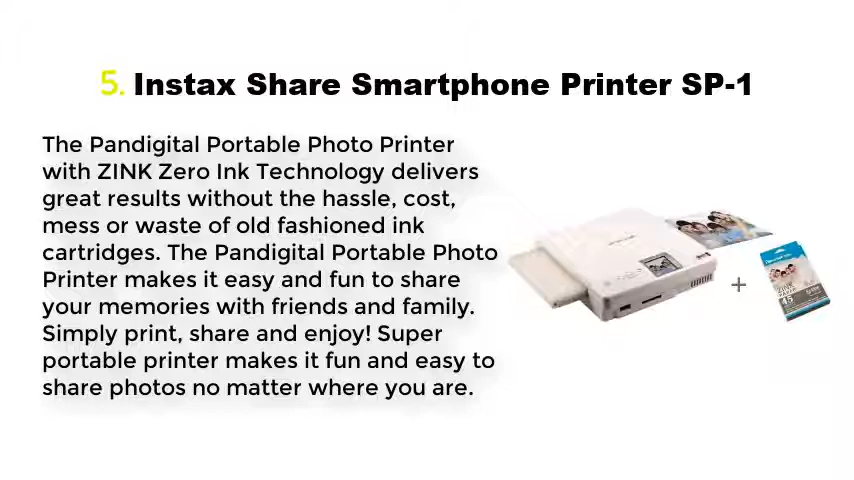 5. Instax Share Smartphone Printer SP-1
The Pandigital Portable Photo Printer
with ZINK Zero Ink Technology delivers
great results without the hassle, cost,
mess or waste of old fashioned ink
cartridges. The Pandigital Portable Photo
Printer makes it easy and fun to share
your memories with friends and family.
Simply print, share and enjoy! Super
portable printer makes it fun and easy to
share photos no matter where you are.
+